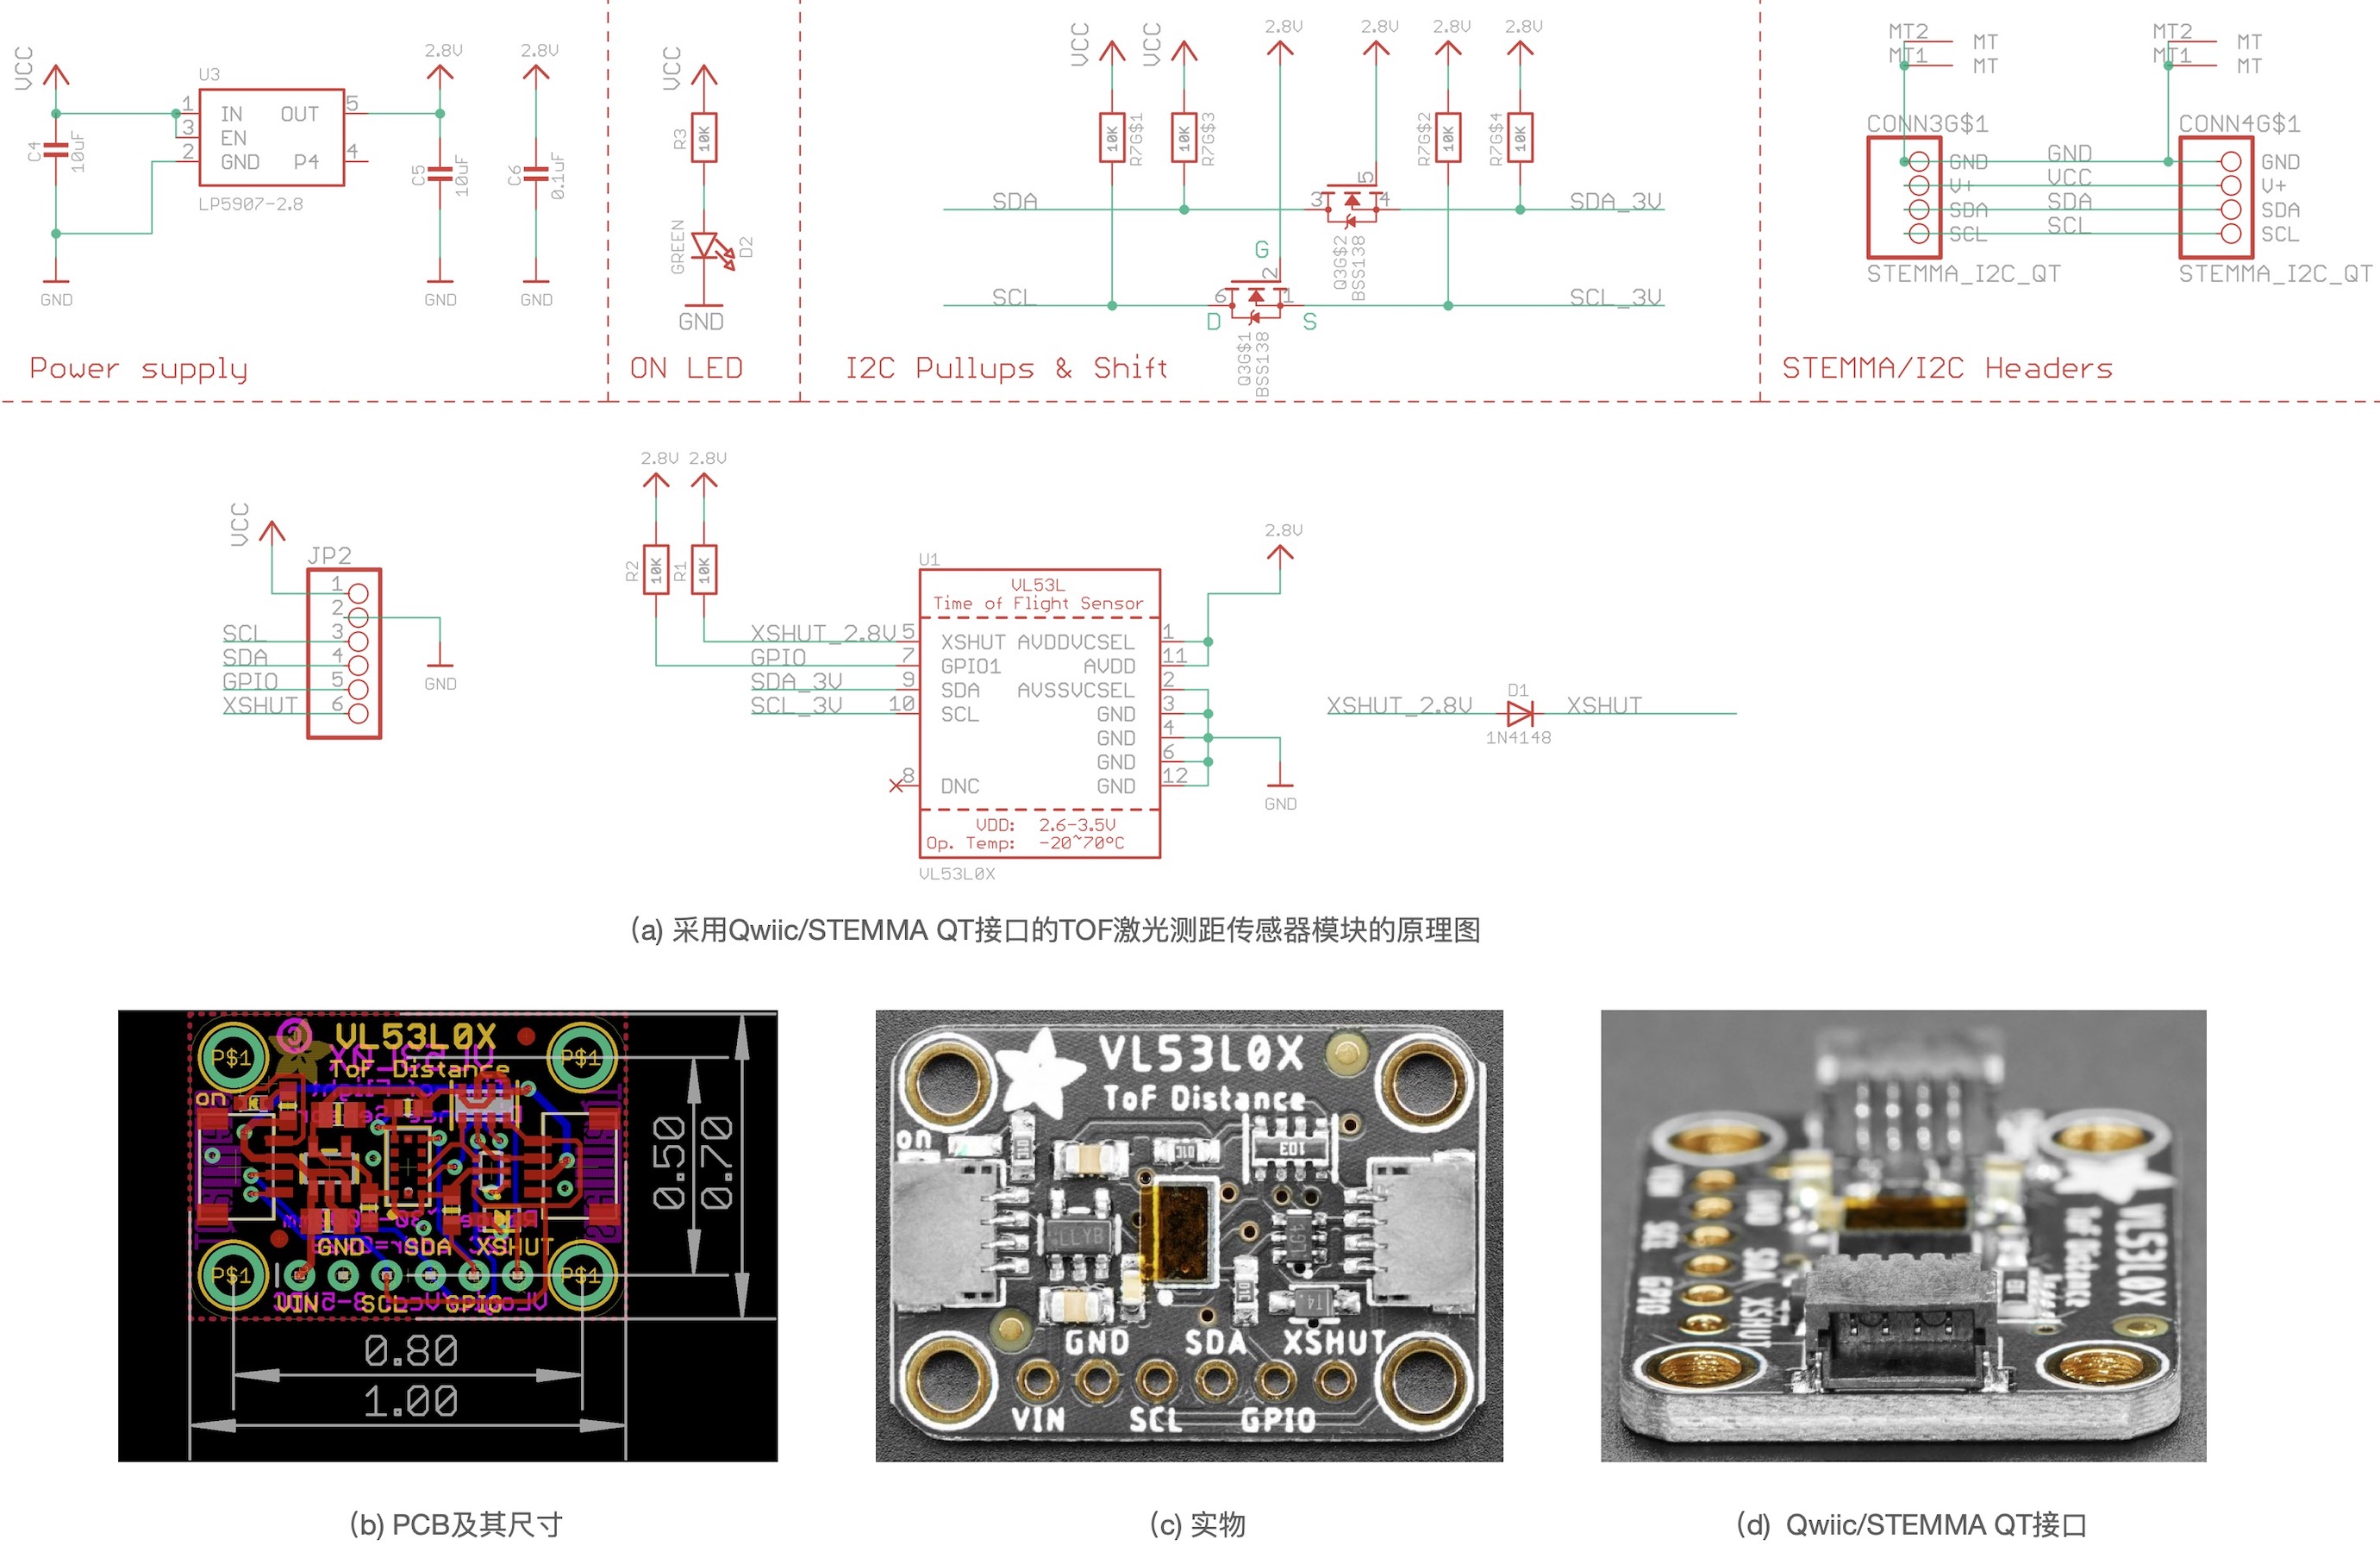 VCC
U3
1 IN OUT 5
3 EN
2 GND P4 4
LP5907-2.8
C4
10uF
GND
2.8V
C5
10uF
GND
2.8V
C6
0.1uF
GND
Power supply
VCC
R3
10K
GREEN
D2
GND
ON LED
VCC
VCC
2.8V
2.8V
2.8V
2.8V
10K
R7G$1
10K
R7G$3
R7G$2
10K
R7G$4
10K
SDA
3
5
4
SDA_3V
Q3G$2
BSS138
G
2
SCL
6
1
SCL_3V
D
S
Q3G$1
BSS138
I2C Pullups & Shift
MT2 MT
MT1 MT
MT2 MT
MT1 MT
CONN3G$1
CONN4G$1
GND GND GND
V+ VCC V+
SDA SDA SDA
SCL SCL SCL
STEMMA_I2C_QT
STEMMA_I2C_QT
STEMMA/I2C Headers
VCC
JP2
1
2
SCL 3
SDA 4
GPIO 5
XSHUT 6
GND
2.8V 2.8V
R2
10K
R1
10K
U1
VL53L
Time of Flight Sensor
XSHUT_2.8V 5 XSHUT AVDDVCSEL 1
GPIO 7 GPIO1 AVDD 11
SDA_3V 9 SDA AVSSVCSEL 2
SCL_3V 10 SCL GND 3
GND 4
GND 6
8 DNC GND 12
VDD: 2.6-3.5V
Op. Temp: -20~70°C
VL53L0X
2.8V
GND
XSHUT_2.8V
D1
1N4148
XSHUT
(a) 采用Qwiic/STEMMA QT接口的TOF激光测距传感器模块的原理图
VL53L0X
ToF Distance
P$1
P$1
on
GND SDA XSHUT
P$1
P$1
VIN SCL GPIO
0.50
0.70
0.80
1.00
VL53L0X
ToF Distance
on
103
LLYB
T4
GND SDA XSHUT
VIN SCL GPIO
VIN
GND
SCL
SDA
GPIO
XSHUT
VL53L0X
ToF Distance
(b) PCB及其尺寸
(c) 实物
(d) Qwiic/STEMMA QT接口